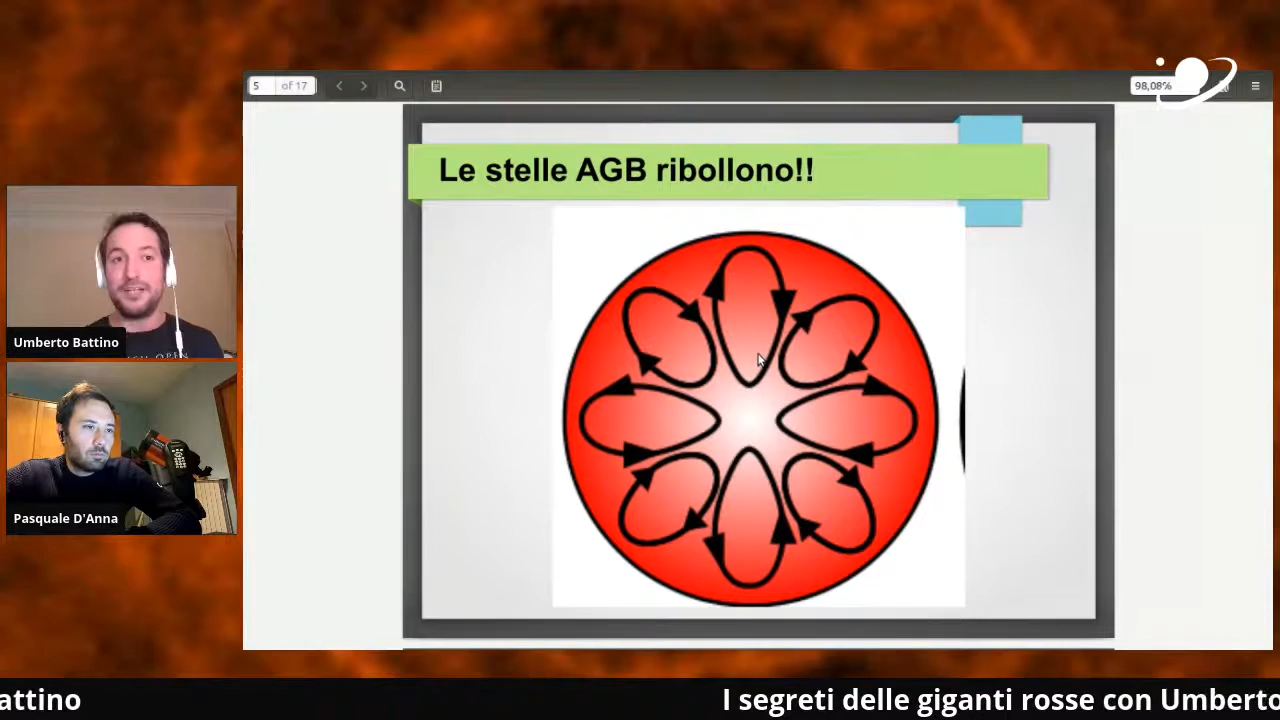 5 of 17
98,08%
Le stelle AGB ribollono!!
Umberto Battino
OPEN
Pasquale D'Anna
attino
I segreti delle giganti rosse con Umberto